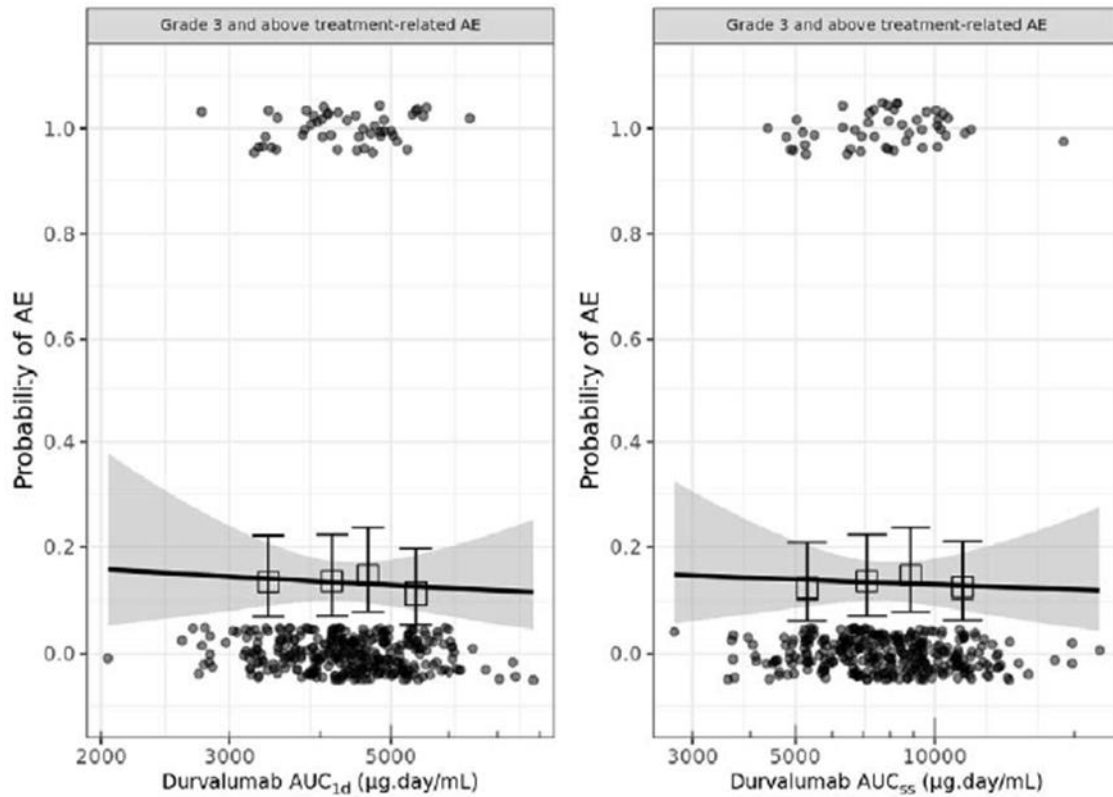 Grade 3 and above treatment-related AE
1.0
0.8
0.6
0.4
0.2
0.0
Probability of AE
2000 3000 5000
Durvalumab AUC1d (µg.day/mL)
Grade 3 and above treatment-related AE
1.0
0.8
0.6
0.4
0.2
0.0
Probability of AE
3000 5000 10000
Durvalumab AUCss (µg.day/mL)